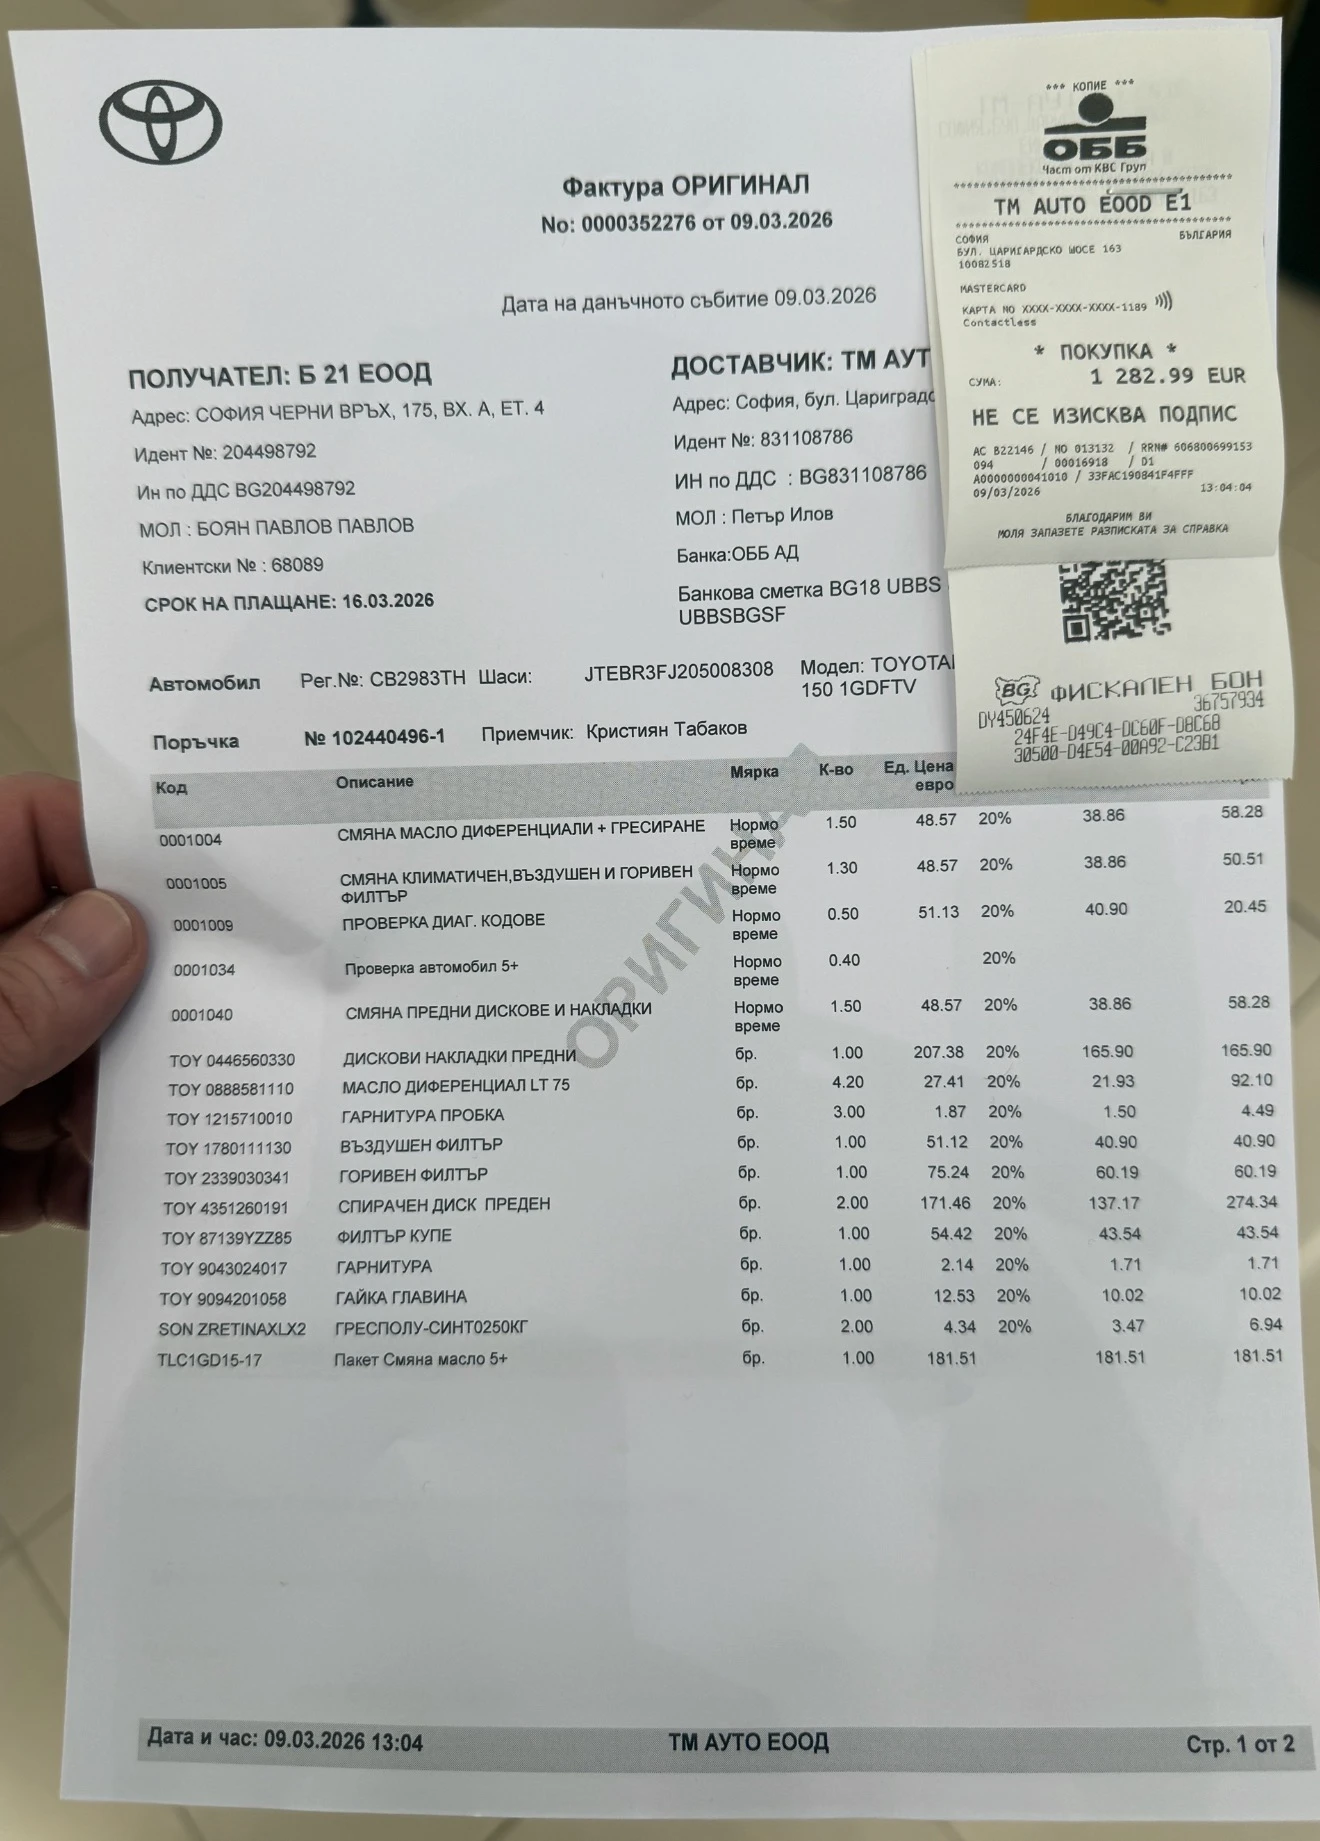 Фактура ОРИГИНАЛ
No: 0000352276 от 09.03.2026
Дата на данъчното събитие 09.03.2026
ПОЛУЧАТЕЛ: Б 21 ЕООД
Адрес: СОФИЯ ЧЕРНИ ВРЪХ, 175, ВХ. А, ЕТ. 4
Идент №: 204498792
Ин по ДДС BG204498792
МОЛ : БОЯН ПАВЛОВ ПАВЛОВ
Клиентски № : 68089
СРОК НА ПЛАЩАНЕ: 16.03.2026
ДОСТАВЧИК: ТМ АУТ
Адрес: София, бул. Цариградс
Идент №: 831108786
ИН по ДДС : BG831108786
МОЛ : Петър Илов
Банка:ОББ АД
Банкова сметка BG18 UBBS
UBBSBGSF
*** КОПИЕ ***
ОББ
Част от KBC Груп
TM AUTO EOOD E1
СОФИЯ БЪЛГАРИЯ
БУЛ. ЦАРИГАРДСКО ШОСЕ 163
10082518
MASTERCARD
КАРТА NO XXXX-XXXX-XXXX-1189
Contactless
* ПОКУПКА *
СУМА: 1 282.99 EUR
НЕ СЕ ИЗИСКВА ПОДПИС
AC B22146 / NO 013132 / RRN# 606800699153
094 / 00016918 / D1
A0000000041010 / 33FAC190841F4FFF
09/03/2026 13:04:04
БЛАГОДАРИМ ВИ
МОЛЯ ЗАПАЗЕТЕ РАЗПИСКАТА ЗА СПРАВКА
BG ФИСКАЛЕН БОН
DY450624 36757934
24F4E-D49C4-DC60F-D8C68
30500-D4E54-00A92-C23B1
Автомобил Рег.№: CB2983TH Шаси: JTEBR3FJ205008308 Модел: TOYOTA
150 1GDFTV
Поръчка № 102440496-1 Приемчик: Кристиян Табаков
Код Описание Мярка К-во Ед. Цена
евро
0001004 СМЯНА МАСЛО ДИФЕРЕНЦИАЛИ + ГРЕСИРАНЕ Нормо време 1.50 48.57 20% 38.86 58.28
0001005 СМЯНА КЛИМАТИЧЕН,ВЪЗДУШЕН И ГОРИВЕН ФИЛТЪР Нормо време 1.30 48.57 20% 38.86 50.51
0001009 ПРОВЕРКА ДИАГ. КОДОВЕ Нормо време 0.50 51.13 20% 40.90 20.45
0001034 Проверка автомобил 5+ Нормо време 0.40 20%
0001040 СМЯНА ПРЕДНИ ДИСКОВЕ И НАКЛАДКИ Нормо време 1.50 48.57 20% 38.86 58.28
TOY 0446560330 ДИСКОВИ НАКЛАДКИ ПРЕДНИ бр. 1.00 207.38 20% 165.90 165.90
TOY 0888581110 МАСЛО ДИФЕРЕНЦИАЛ LT 75 бр. 4.20 27.41 20% 21.93 92.10
TOY 1215710010 ГАРНИТУРА ПРОБКА бр. 3.00 1.87 20% 1.50 4.49
TOY 1780111130 ВЪЗДУШЕН ФИЛТЪР бр. 1.00 51.12 20% 40.90 40.90
TOY 2339030341 ГОРИВЕН ФИЛТЪР бр. 1.00 75.24 20% 60.19 60.19
TOY 4351260191 СПИРАЧЕН ДИСК ПРЕДЕН бр. 2.00 171.46 20% 137.17 274.34
TOY 87139YZZ85 ФИЛТЪР КУПЕ бр. 1.00 54.42 20% 43.54 43.54
TOY 9043024017 ГАРНИТУРА бр. 1.00 2.14 20% 1.71 1.71
TOY 9094201058 ГАЙКА ГЛАВИНА бр. 1.00 12.53 20% 10.02 10.02
SON ZRETINAXLX2 ГРЕСПОЛУ-СИНТ0250КГ бр. 2.00 4.34 20% 3.47 6.94
TLC1GD15-17 Пакет Смяна масло 5+ бр. 1.00 181.51 181.51 181.51
ОРИГИНА
Дата и час: 09.03.2026 13:04 ТМ АУТО ЕООД Стр. 1 от 2